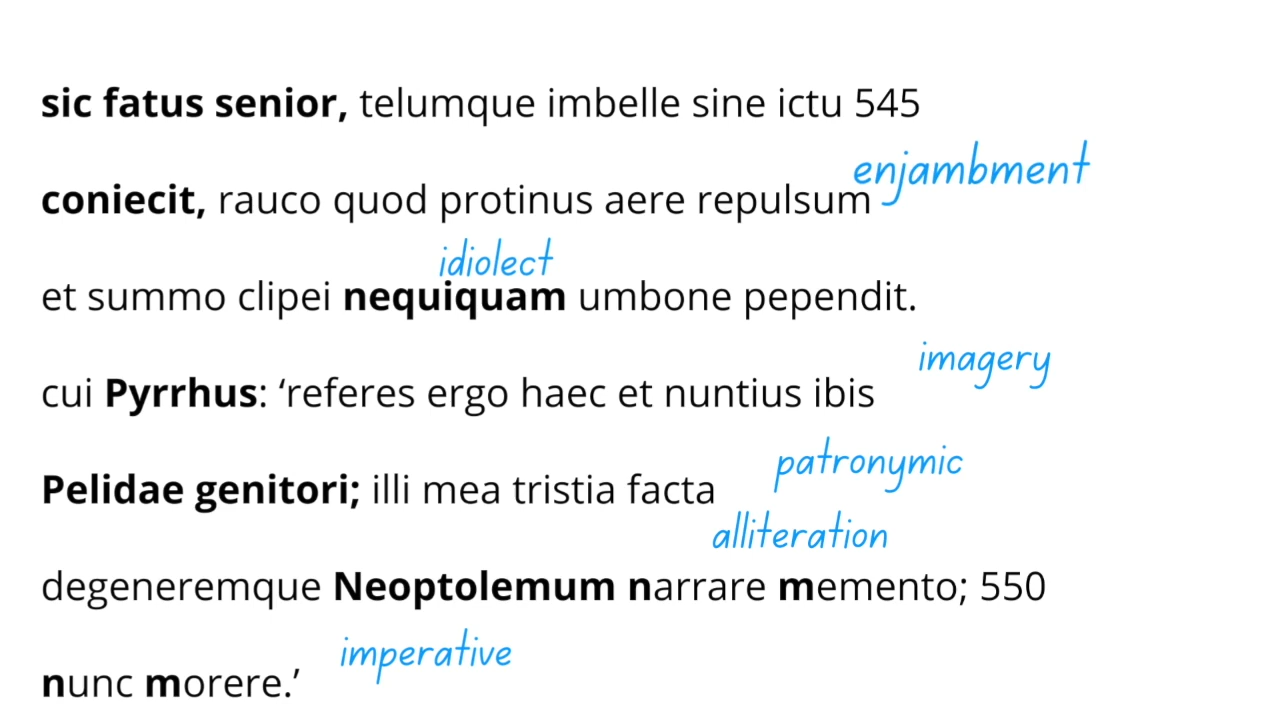 sic fatus senior, telumque imbelle sine ictu 545
enjambment
coniecit, rauco quod protinus aere repulsum
idiolect
et summo clipei nequiquam umbone pependit.
imagery
cui Pyrrhus: ‘referes ergo haec et nuntius ibis
patronymic
Pelidae genitori; illi mea tristia facta
alliteration
degeneremque Neoptolemum narrare memento; 550
imperative
nunc morere.’